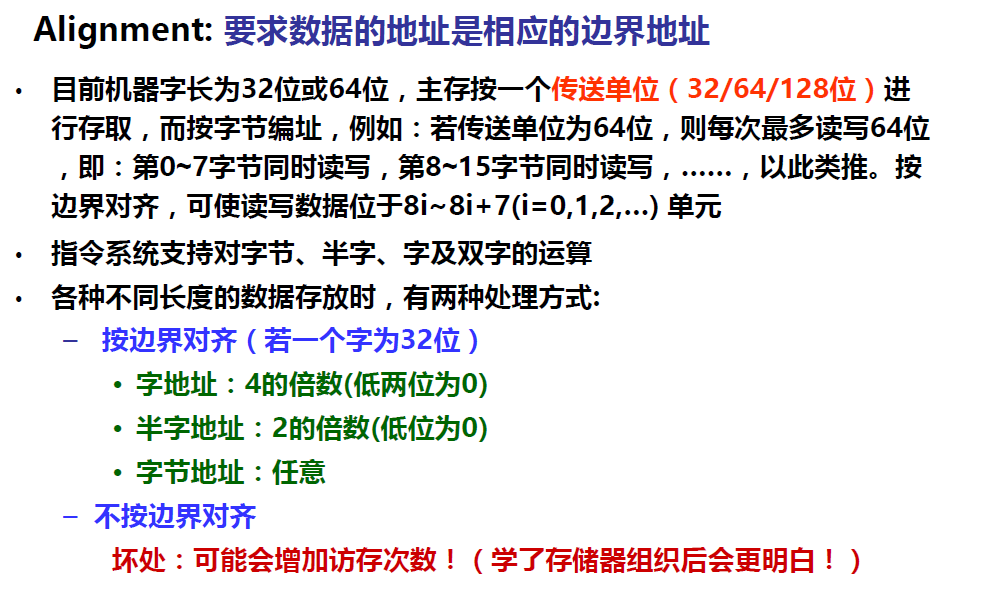 Alignment: 要求数据的地址是相应的边界地址
• 目前机器字长为32位或64位，主存按一个传送单位（32/64/128位）进
行存取，而按字节编址，例如：若传送单位为64位，则每次最多读写64位
，即：第0~7字节同时读写，第8~15字节同时读写，……，以此类推。按
边界对齐，可使读写数据位于8i~8i+7(i=0,1,2,…) 单元
• 指令系统支持对字节、半字、字及双字的运算
• 各种不同长度的数据存放时，有两种处理方式:
– 按边界对齐（若一个字为32位）
• 字地址：4的倍数(低两位为0)
• 半字地址：2的倍数(低位为0)
• 字节地址：任意
– 不按边界对齐
坏处：可能会增加访存次数！（学了存储器组织后会更明白！）